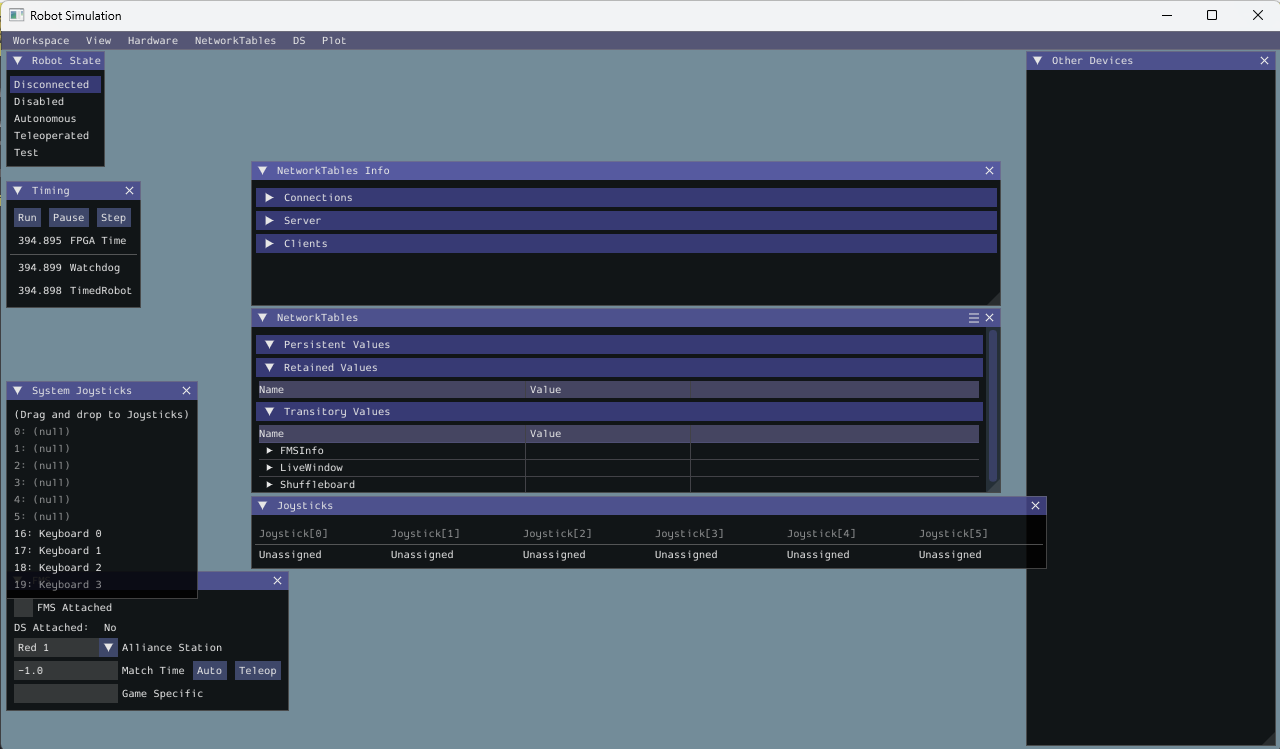 Robot Simulation
Workspace View Hardware NetworkTables DS Plot
Robot State
Disconnected
Disabled
Autonomous
Teleoperated
Test
Timing
Run Pause Step
394.895 FPGA Time
394.899 Watchdog
394.898 TimedRobot
System Joysticks
(Drag and drop to Joysticks)
0: (null)
1: (null)
2: (null)
3: (null)
4: (null)
5: (null)
16: Keyboard 0
17: Keyboard 1
18: Keyboard 2
19: Keyboard 3
FMS Attached
DS Attached: No
Red 1 Alliance Station
-1.0 Match Time Auto Teleop
Game Specific
NetworkTables Info
Connections
Server
Clients
NetworkTables
Persistent Values
Retained Values
Name Value
Transitory Values
Name Value
FMSInfo
LiveWindow
Shuffleboard
Joysticks
Joystick[0] Joystick[1] Joystick[2] Joystick[3] Joystick[4] Joystick[5]
Unassigned Unassigned Unassigned Unassigned Unassigned Unassigned
Other Devices